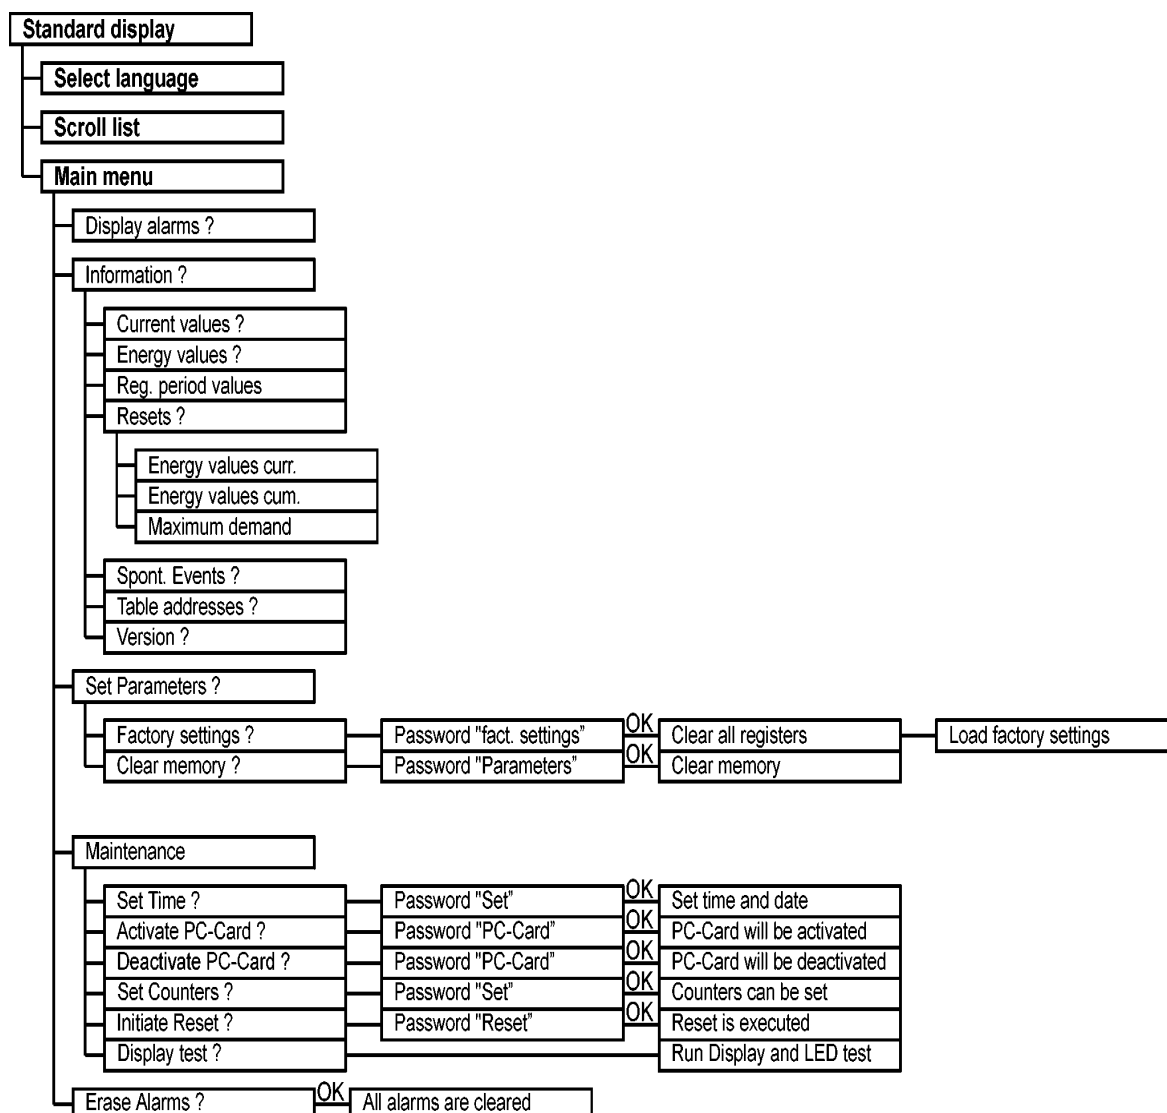 Standard display
Select language
Scroll list
Main menu
Display alarms ?
Information ?
Current values ?
Energy values ?
Reg. period values
Resets ?
Energy values curr.
Energy values cum.
Maximum demand
Spont. Events ?
Table addresses ?
Version ?
Set Parameters ?
Factory settings ? Password "fact. settings" OK Clear all registers Load factory settings
Clear memory ? Password "Parameters" OK Clear memory
Maintenance
Set Time ? Password "Set" OK Set time and date
Activate PC-Card ? Password "PC-Card" OK PC-Card will be activated
Deactivate PC-Card ? Password "PC-Card" OK PC-Card will be deactivated
Set Counters ? Password "Set" OK Counters can be set
Initiate Reset ? Password "Reset" OK Reset is executed
Display test ? Run Display and LED test
Erase Alarms ? OK All alarms are cleared